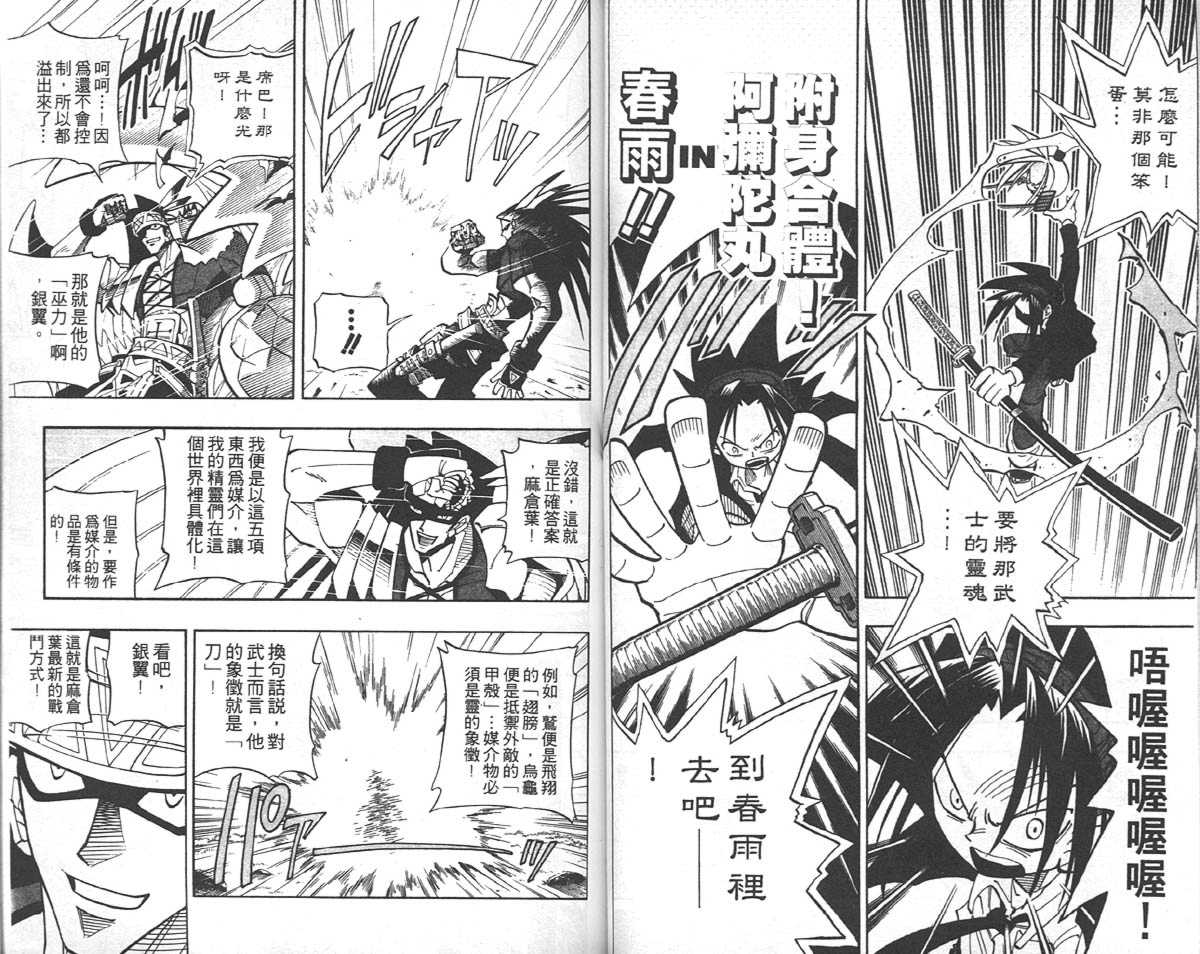 怎麼可能！
莫非那個笨
蛋…
要將那武
士的靈魂
……！
唔喔喔喔喔喔！
附身合體！
阿彌陀丸
IN
春雨!!
到春雨裡
去吧——
！
ビシャァッ
…!!
席巴！那
是什麼光
呀！
呵呵…！因
爲還不會控
制，所以都
溢出來了…
那就是他的
「巫力」啊
，銀翼。
沒錯，這就
是正確答案
，麻倉葉！
我便是以這五項
東西爲媒介，讓
我的精靈們在這
個世界裡具體化！
但是，要作
爲媒介的物
品是有條件
的！
例如，鷲便是飛翔
的「翅膀」，烏龜
便是抵禦外敵的「
甲殼」…媒介物必
須是靈的象徵！
換句話説，對
武士而言，他
的象徵就是「
刀」！
看吧，
銀翼！
這就是麻倉
葉最新的戰
鬥方式！